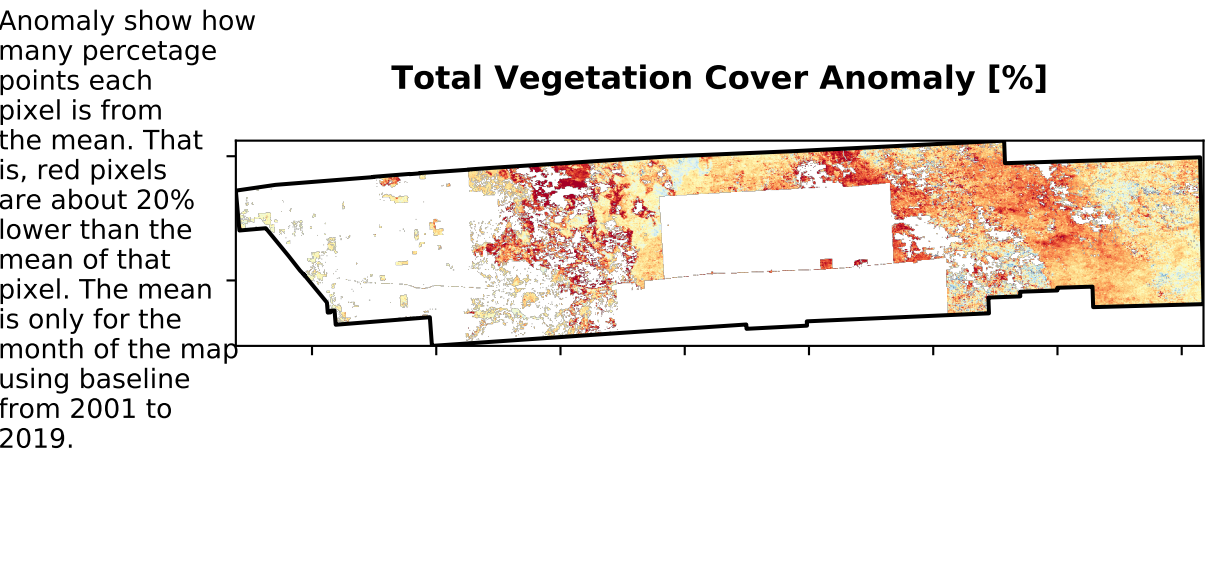 Anomaly show how
many percetage
points each
pixel is from
the mean. That
is, red pixels
are about 20%
lower than the
mean of that
pixel. The mean
is only for the
month of the map
using baseline
from 2001 to
2019.
Total Vegetation Cover Anomaly [%]